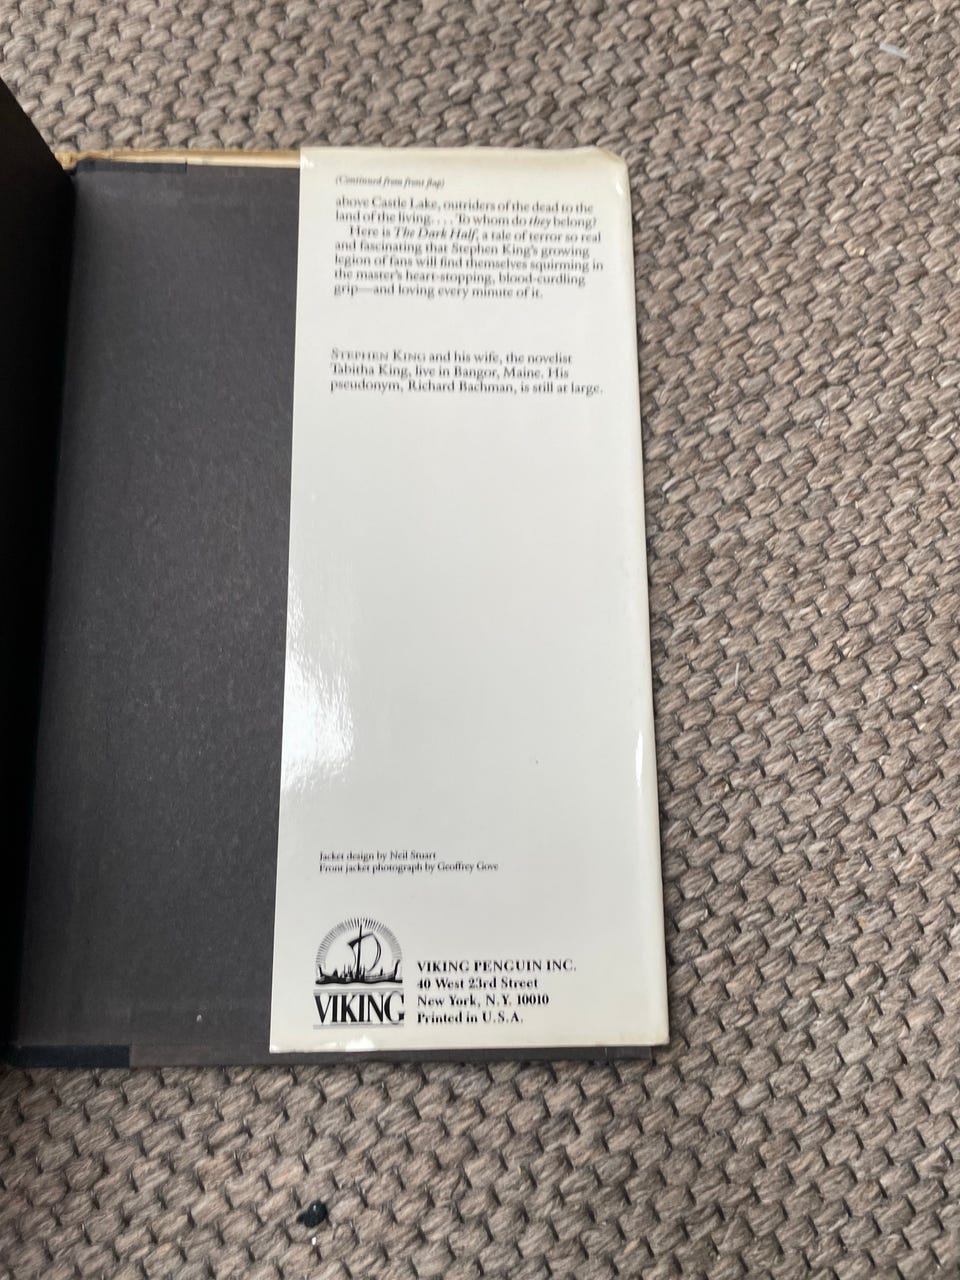 (Continued from front flap)
above Castle Lake, outriders of the dead to the
land of the living. . . . To whom do they belong?
Here is The Dark Half, a tale of terror so real
and fascinating that Stephen King's growing
legion of fans will find themselves squirming in
the master's heart-stopping, blood-curdling
grip—and loving every minute of it.
STEPHEN KING and his wife, the novelist
Tabitha King, live in Bangor, Maine. His
pseudonym, Richard Bachman, is still at large.
Jacket design by Neil Stuart
Front jacket photograph by Geoffrey Gove
VIKING
VIKING PENGUIN INC.
40 West 23rd Street
New York, N.Y. 10010
Printed in U.S.A.